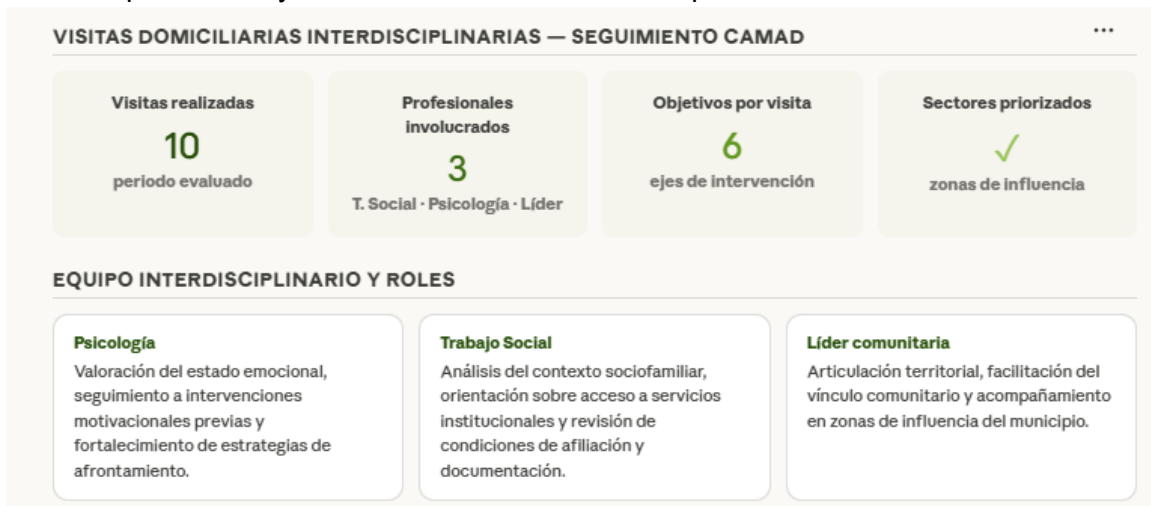 VISITAS DOMICILIARIAS INTERDISCIPLINARIAS — SEGUIMIENTO CAMAD
...
Visitas realizadas
10
periodo evaluado
Profesionales
involucrados
3
T. Social · Psicología · Líder
Objetivos por visita
6
ejes de intervención
Sectores priorizados
✓
zonas de influencia
EQUIPO INTERDISCIPLINARIO Y ROLES
Psicología
Valoración del estado emocional,
seguimiento a intervenciones
motivacionales previas y
fortalecimiento de estrategias de
afrontamiento.
Trabajo Social
Análisis del contexto sociofamiliar,
orientación sobre acceso a servicios
institucionales y revisión de
condiciones de afiliación y
documentación.
Líder comunitaria
Articulación territorial, facilitación del
vínculo comunitario y acompañamiento
en zonas de influencia del municipio.